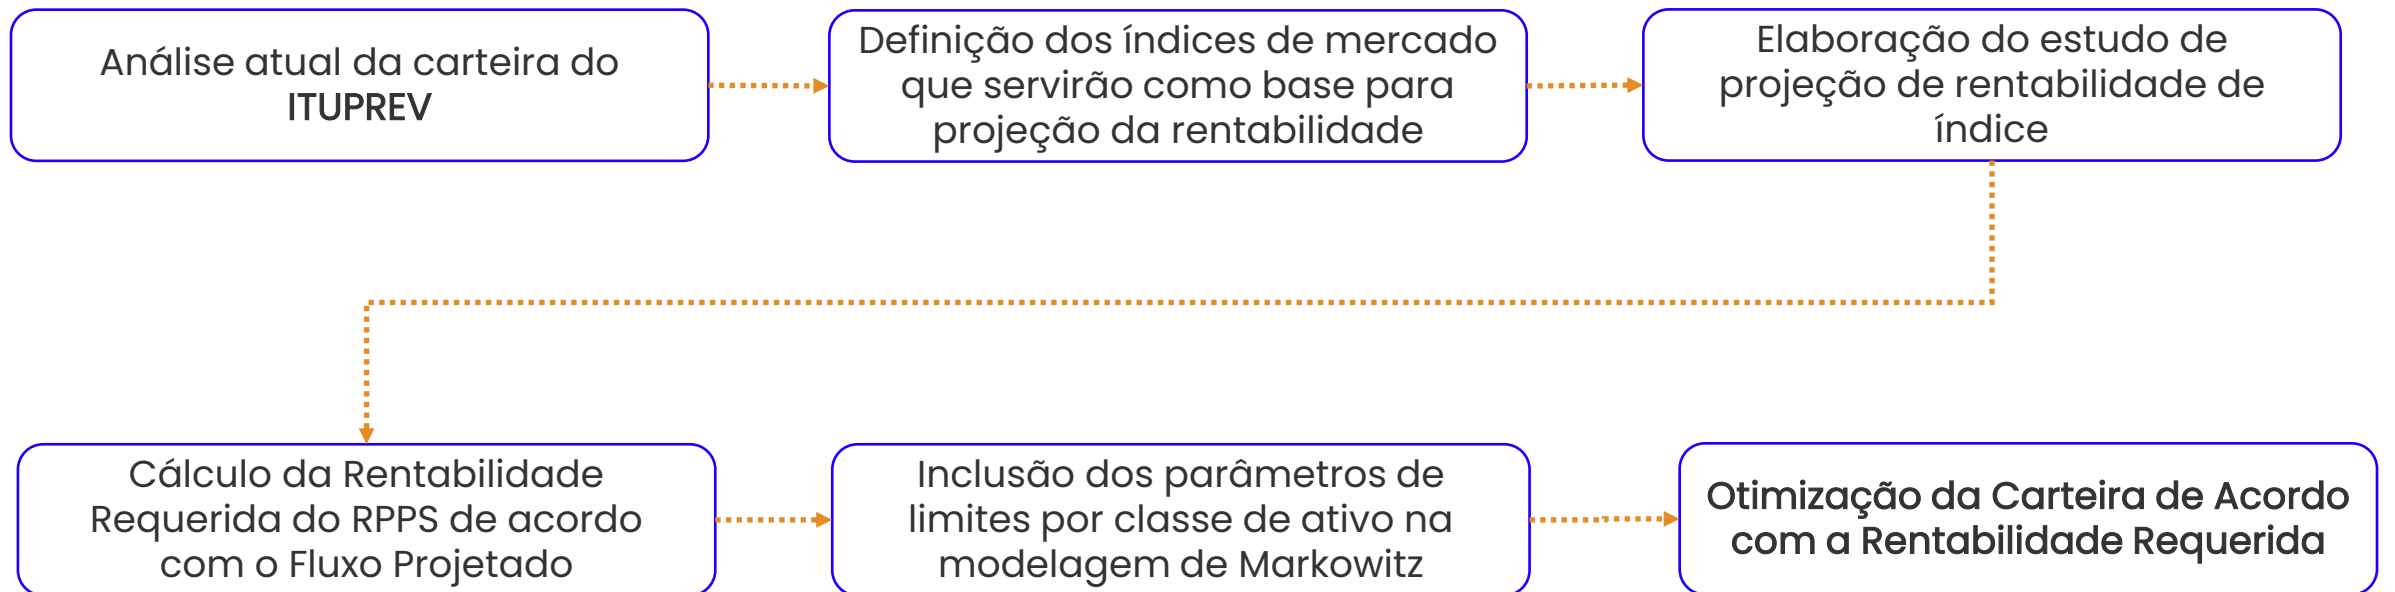 Análise atual da carteira do
ITUPREV
Definição dos índices de mercado
que servirão como base para
projeção da rentabilidade
Elaboração do estudo de
projeção de rentabilidade de
índice
Cálculo da Rentabilidade
Requerida do RPPS de acordo
com o Fluxo Projetado
Inclusão dos parâmetros de
limites por classe de ativo na
modelagem de Markowitz
Otimização da Carteira de Acordo
com a Rentabilidade Requerida